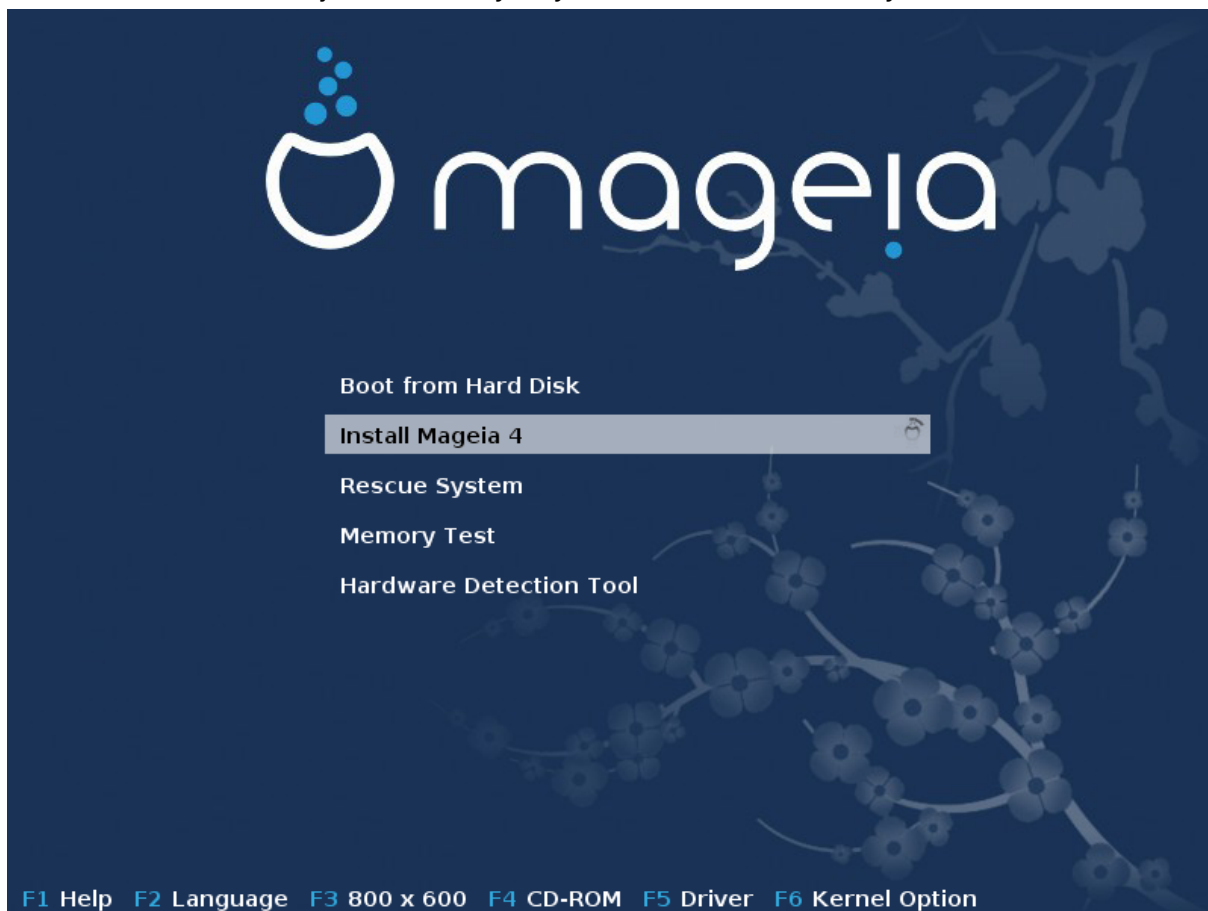 mageia
Boot from Hard Disk
Install Mageia 4
Rescue System
Memory Test
Hardware Detection Tool
F1 Help F2 Language F3 800 x 600 F4 CD-ROM F5 Driver F6 Kernel Option